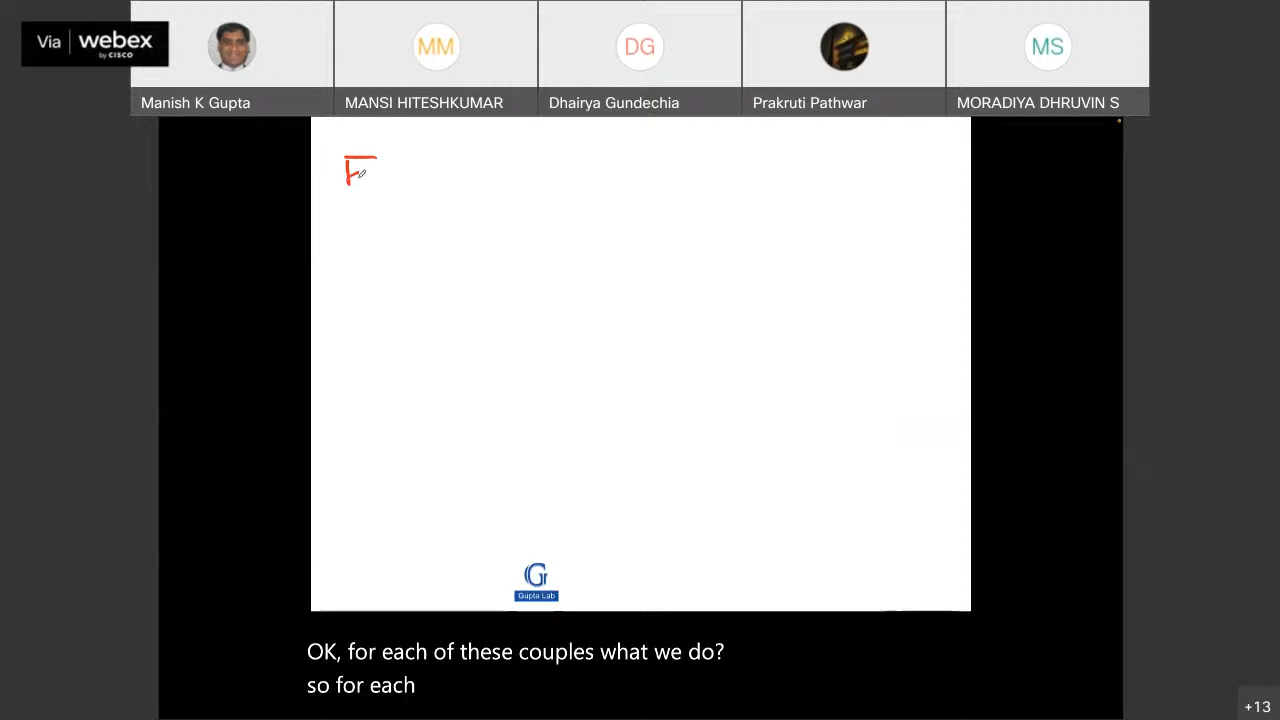 Via webex
by CISCO
MM
DG
MS
Manish K Gupta
MANSI HITESHKUMAR
Dhairya Gundechia
Prakruti Pathwar
MORADIYA DHRUVIN S
F
G
Gupta Lab
OK, for each of these couples what we do?
so for each
+13